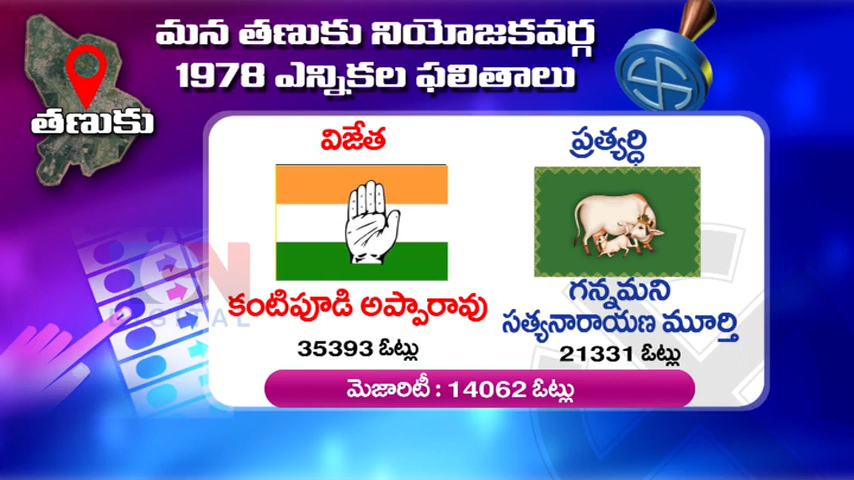 మన తణుకు నియోజకవర్గ
1978 ఎన్నికల ఫలితాలు
తణుకు
విజేత
ప్రత్యర్ధి
కంటిపూడి అప్పారావు
గన్నమని
సత్యనారాయణ మూర్తి
35393 ఓట్లు
21331 ఓట్లు
మెజారిటీ : 14062 ఓట్లు
DIGITAL